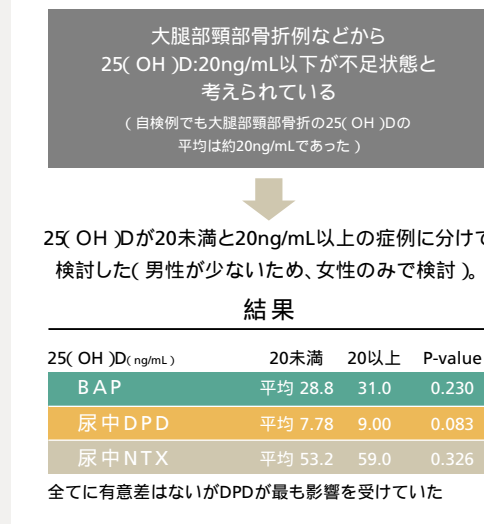 大腿部頸部骨折例などから
25(OH)D:20ng/mL以下が不足状態と
考えられている
(自検例でも大腿部頸部骨折の25(OH)Dの
平均は約20ng/mLであった)
25(OH)Dが20未満と20ng/mL以上の症例に分けて
検討した(男性が少ないため、女性のみで検討)。
結果
25(OH)D(ng/mL) 20未満 20以上 P-value
BAP 平均 28.8 31.0 0.230
尿中DPD 平均 7.78 9.00 0.083
尿中NTX 平均 53.2 59.0 0.326
全てに有意差はないがDPDが最も影響を受けていた